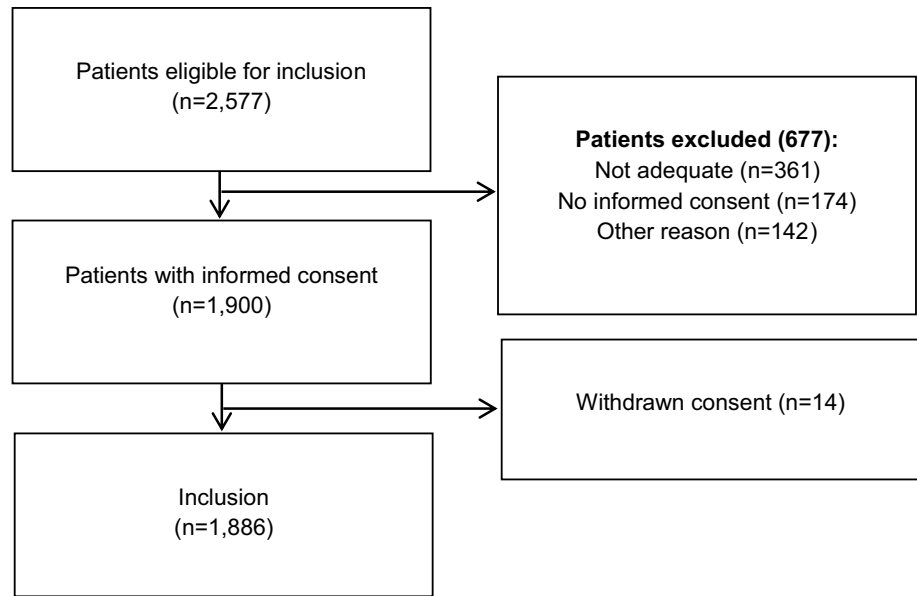 Patients eligible for inclusion
(n=2,577)
Patients excluded (677):
Not adequate (n=361)
No informed consent (n=174)
Other reason (n=142)
Patients with informed consent
(n=1,900)
Withdrawn consent (n=14)
Inclusion
(n=1,886)